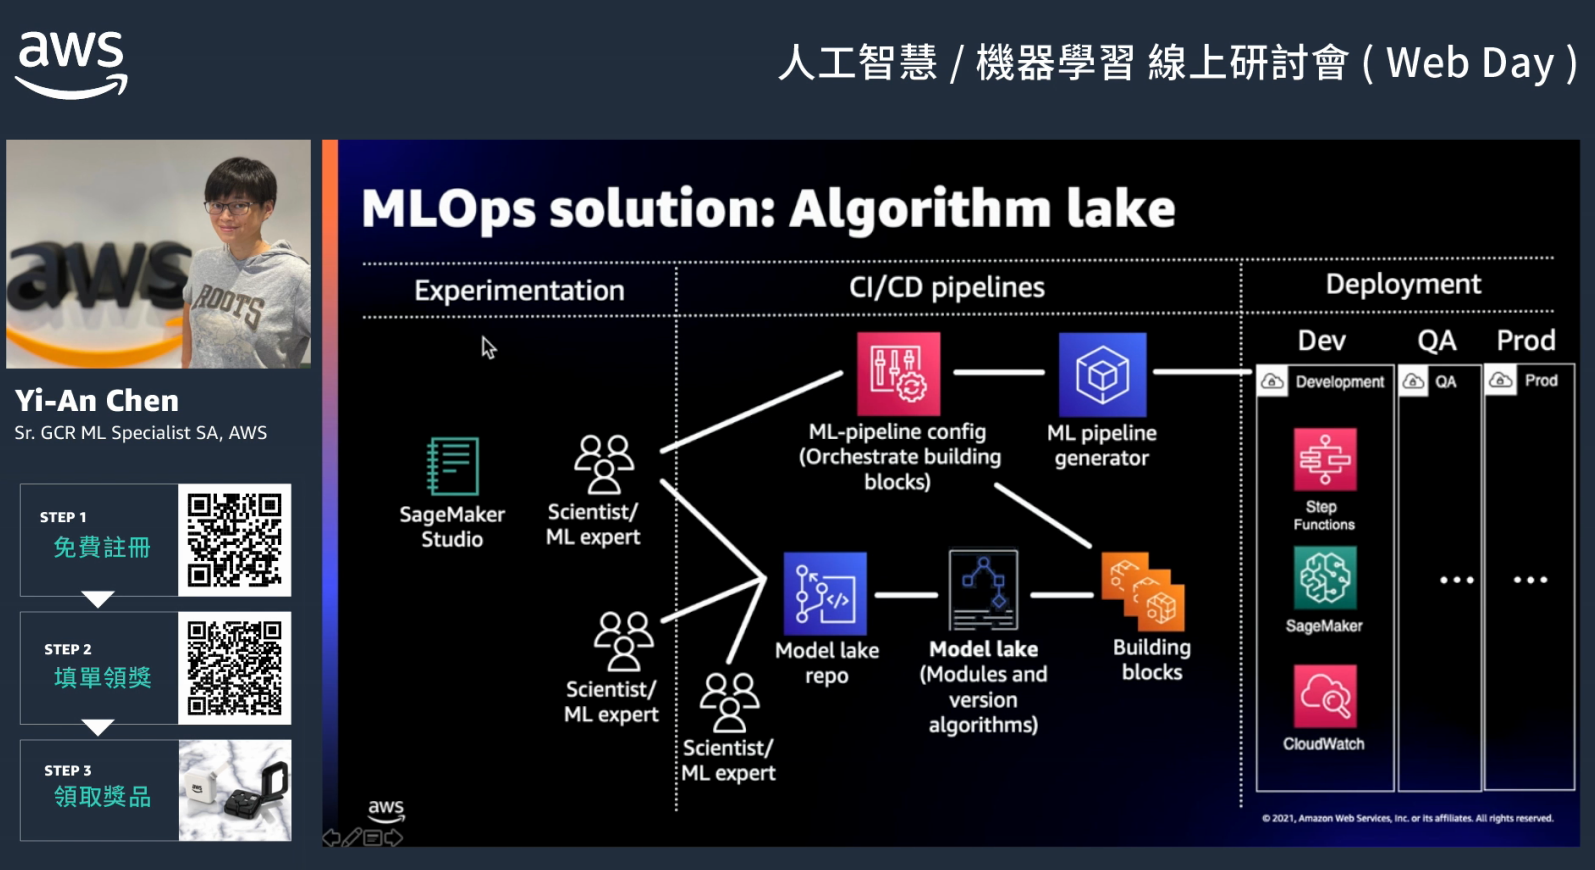 aws
人工智慧 / 機器學習 線上研討會 ( Web Day )
aws
ROOTS
Yi-An Chen
Sr. GCR ML Specialist SA, AWS
STEP 1
免費註冊
STEP 2
填單領獎
STEP 3
領取獎品
aws
MLOps solution: Algorithm lake
Experimentation
CI/CD pipelines
Deployment
Dev
QA
Prod
Development
QA
Prod
SageMaker
Studio
Scientist/
ML expert
Scientist/
ML expert
Scientist/
ML expert
ML-pipeline config
(Orchestrate building
blocks)
ML pipeline
generator
Model lake
repo
Model lake
(Modules and
version
algorithms)
Building
blocks
Step
Functions
SageMaker
CloudWatch
...
...
aws
© 2021, Amazon Web Services, Inc. or its affiliates. All rights reserved.